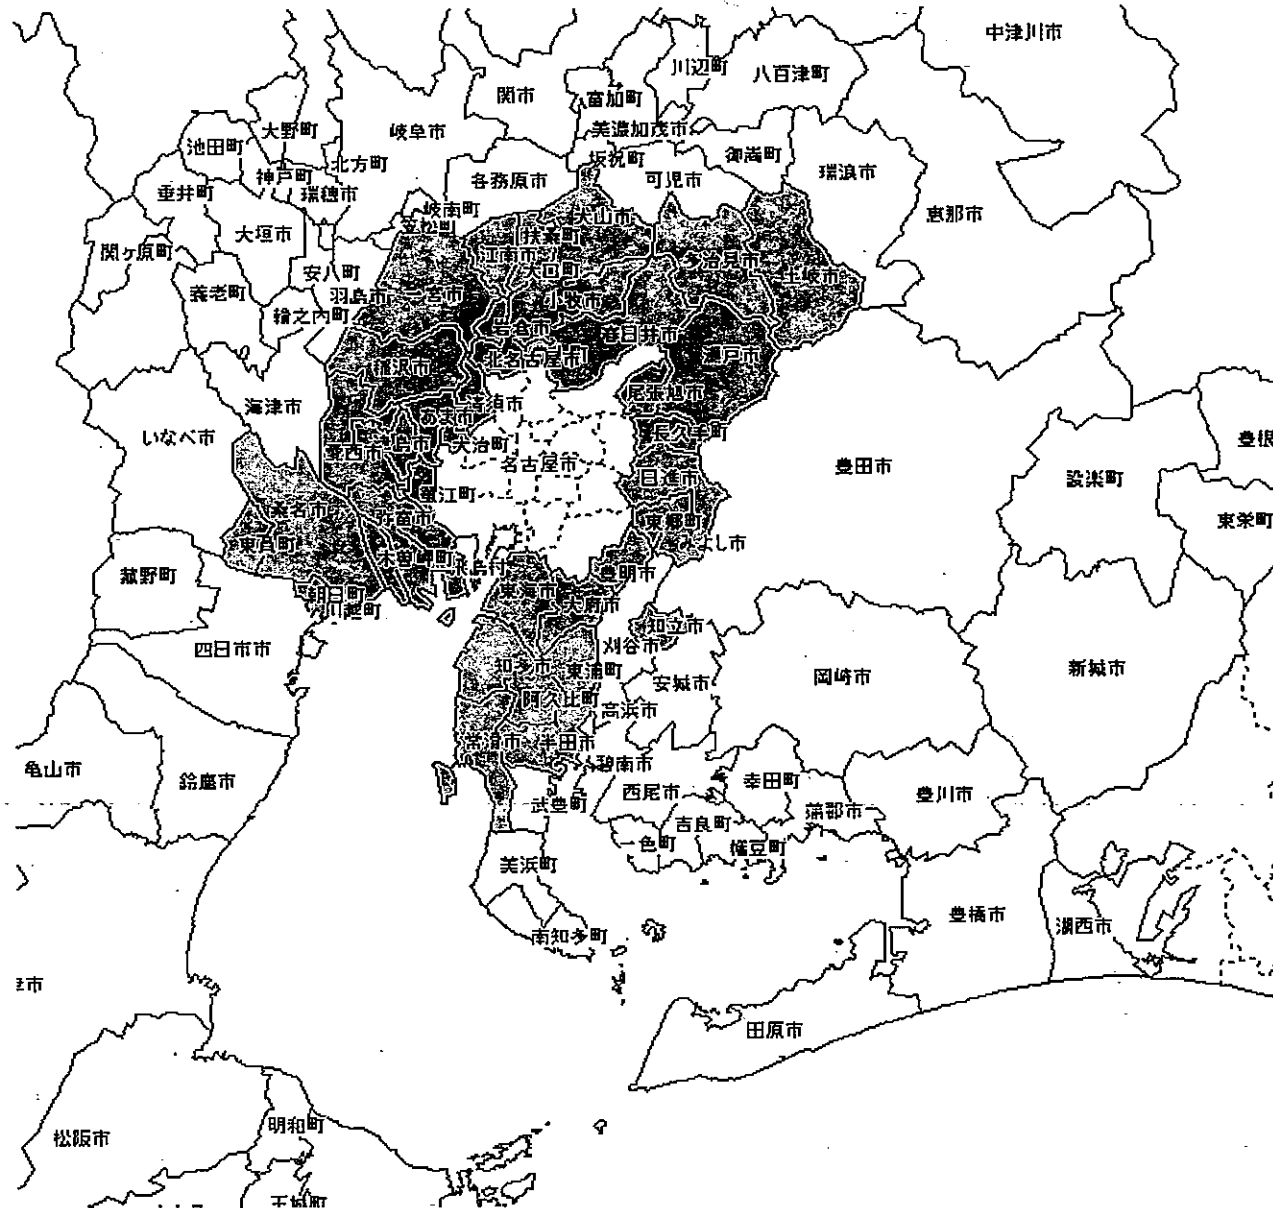 中津川市
川辺町
八百津町
関市
富加町
大野町
岐阜市
美濃加茂市
池田町
坂祝町
御嵩町
北方町
神戸町
各務原市
可児市
瑞浪市
垂井町
瑞穂市
岐南町
笠松町
犬山市
恵那市
大垣市
扶桑町
関ヶ原町
江南市
多治見市
大口町
安八町
土岐市
養老町
羽島市
一宮市
小牧市
輪之内町
岩倉市
春日井市
北名古屋市
瀬戸市
稲沢市
尾張旭市
海津市
清須市
あま市
いなべ市
長久手町
豊根
大治町
愛西市
津島市
名古屋市
豊田市
設楽町
日進市
蟹江町
桑名市
弥富市
東郷町
東栄町
東員町
みよし市
木曽岬町
飛島村
豊明市
菰野町
朝日町
東海市
大府市
川越町
知立市
四日市市
刈谷市
知多市
東浦町
新城市
岡崎市
安城市
阿久比町
高浜市
常滑市
半田市
亀山市
碧南市
鈴鹿市
幸田町
西尾市
豊川市
武豊町
蒲郡市
吉良町
一色町
幡豆町
美浜町
豊橋市
湖西市
南知多町
市
田原市
明和町
松阪市
玉城町